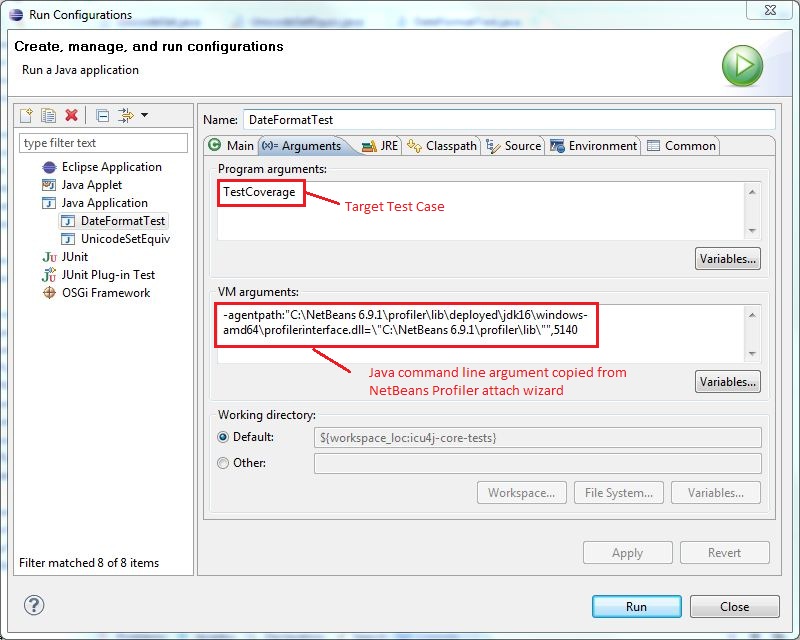 Run Configurations
Create, manage, and run configurations
Run a Java application
type filter text
Eclipse Application
Java Applet
Java Application
DateFormatTest
UnicodeSetEquiv
JUnit
JUnit Plug-in Test
OSGi Framework
Filter matched 8 of 8 items
Name: DateFormatTest
Main (x)= Arguments JRE Classpath Source Environment Common
Program arguments:
TestCoverage
Target Test Case
Variables...
VM arguments:
-agentpath:"C:\NetBeans 6.9.1\profiler\lib\deployed\jdk16\windows-
amd64\profilerinterface.dll=\"C:\NetBeans 6.9.1\profiler\lib\"",5140
Java command line argument copied from
NetBeans Profiler attach wizard
Variables...
Working directory:
Default: ${workspace_loc:icu4j-core-tests}
Other:
Workspace... File System... Variables...
Apply Revert
Run Close